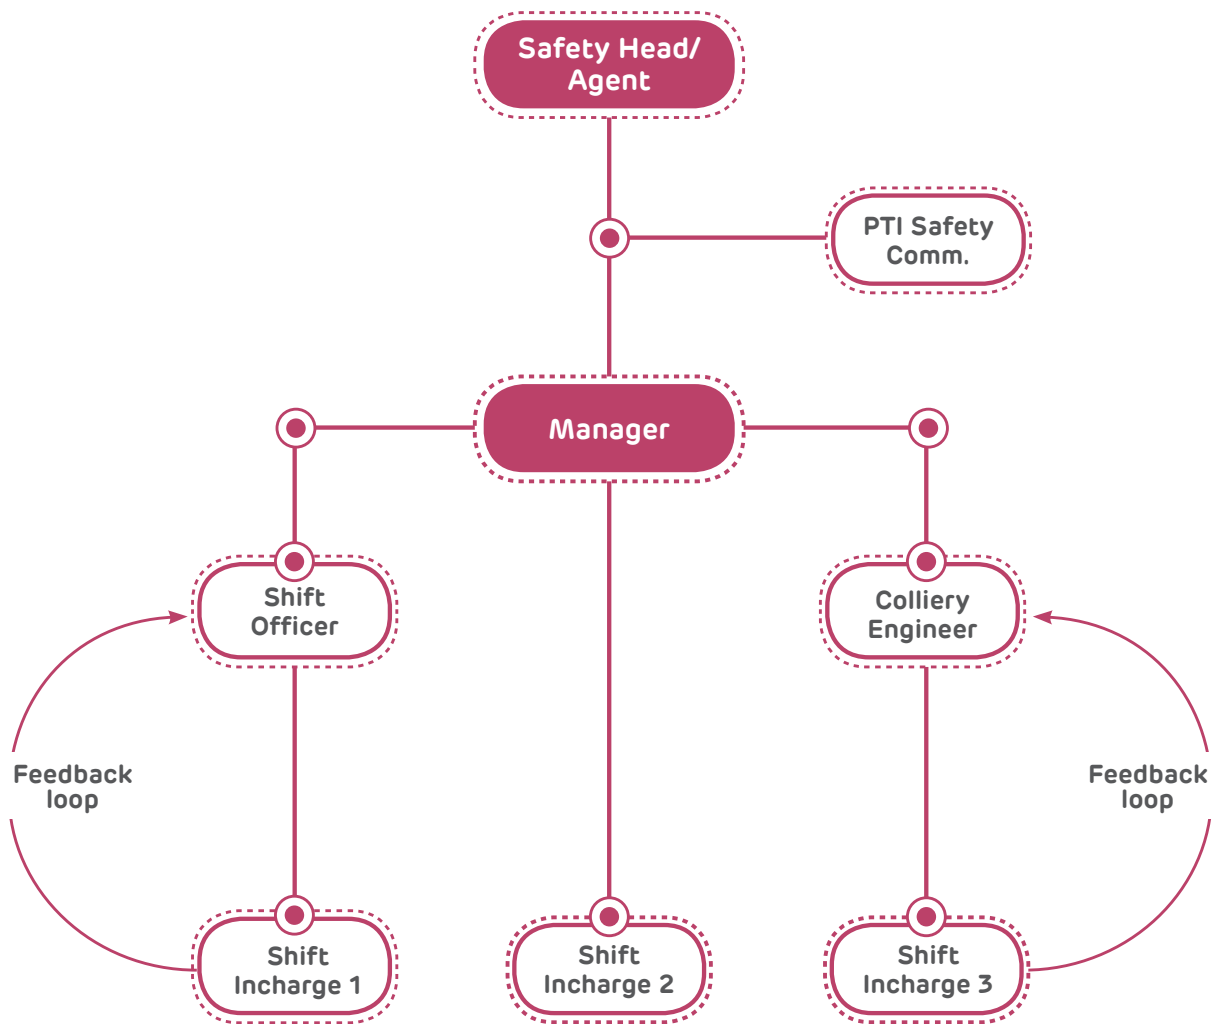 Safety Head/
Agent
PTI Safety
Comm.
Manager
Shift
Officer
Colliery
Engineer
Feedback
loop
Feedback
loop
Shift
Incharge 1
Shift
Incharge 2
Shift
Incharge 3